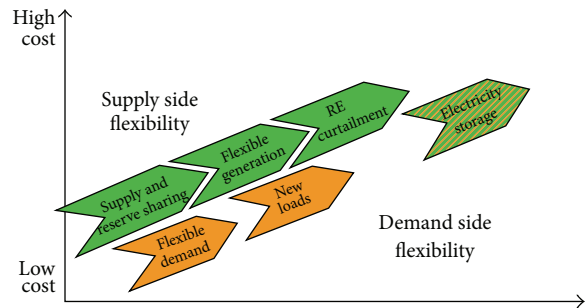 High
cost
Supply side
flexibility
RE
curtailment
Electricity
storage
Flexible
generation
Supply and
reserve sharing
New
loads
Flexible
demand
Demand side
flexibility
Low
cost